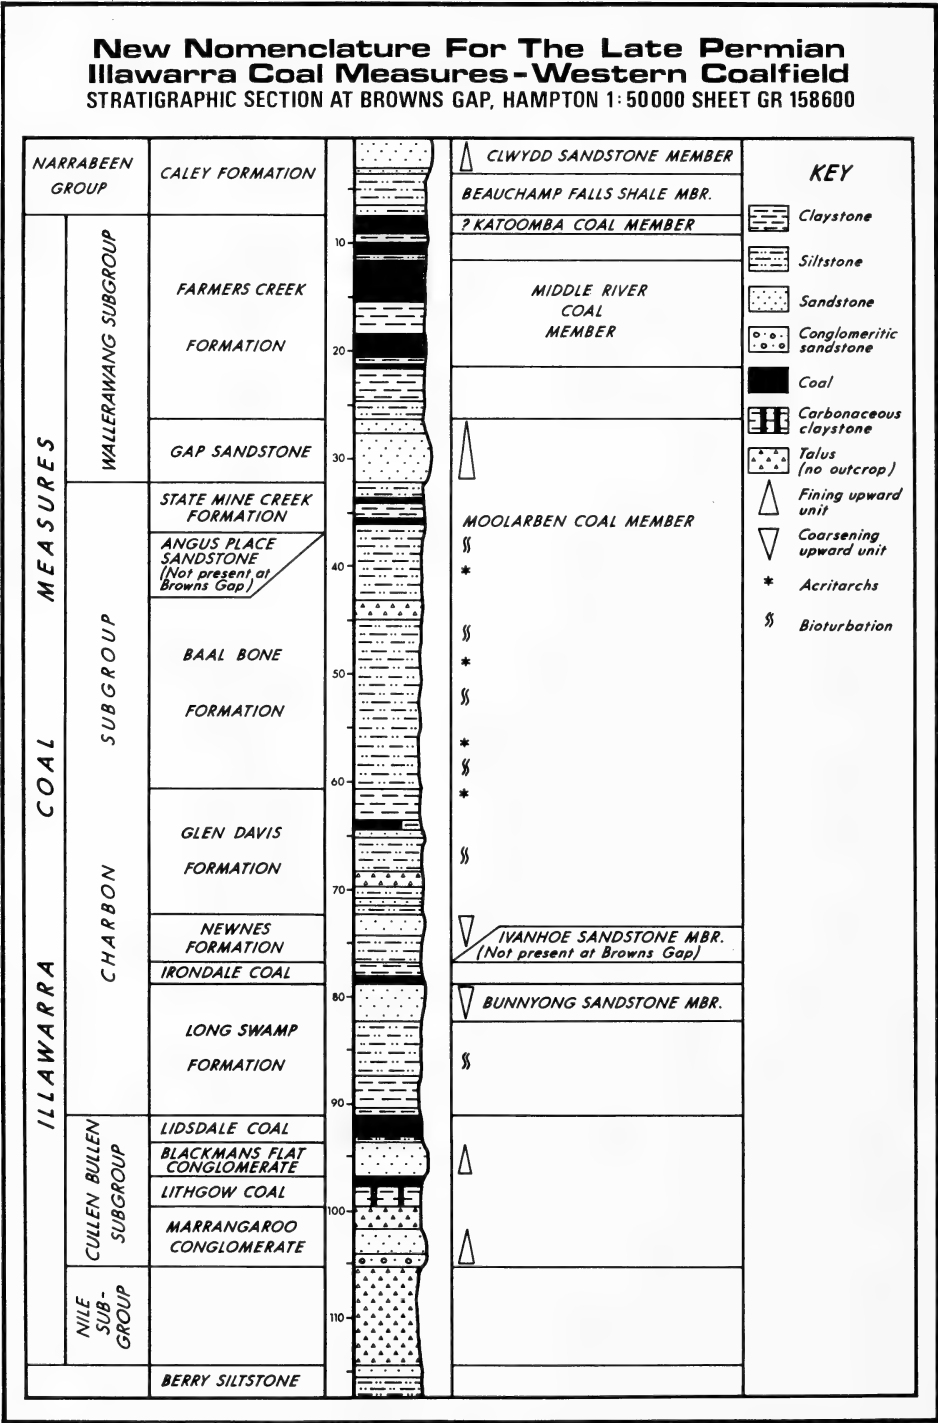 New Nomenclature For The Late Permian
Illawarra Coal Measures-Western Coalfield
STRATIGRAPHIC SECTION AT BROWNS GAP, HAMPTON 1:50000 SHEET GR 158600
NARRABEEN
GROUP
ILLAWARRA COAL MEASURES
WALLERAWANG SUBGROUP
CHARBON SUBGROUP
CULLEN BULLEN
SUBGROUP
NILE
SUB-
GROUP
CALEY FORMATION
FARMERS CREEK
FORMATION
GAP SANDSTONE
STATE MINE CREEK
FORMATION
ANGUS PLACE
SANDSTONE
(Not present at
Browns Gap)
BAAL BONE
FORMATION
GLEN DAVIS
FORMATION
NEWNES
FORMATION
IRONDALE COAL
LONG SWAMP
FORMATION
LIDSDALE COAL
BLACKMANS FLAT
CONGLOMERATE
LITHGOW COAL
MARRANGAROO
CONGLOMERATE
BERRY SILTSTONE
10
20
30
40
50
60
70
80
90
100
110
CLWYDD SANDSTONE MEMBER
BEAUCHAMP FALLS SHALE MBR.
? KATOOMBA COAL MEMBER
MIDDLE RIVER
COAL
MEMBER
MOOLARBEN COAL MEMBER
IVANHOE SANDSTONE MBR.
(Not present at Browns Gap)
BUNNYONG SANDSTONE MBR.
KEY
Claystone
Siltstone
Sandstone
Conglomeritic
sandstone
Coal
Carbonaceous
claystone
Talus
(no outcrop)
Fining upward
unit
Coarsening
upward unit
Acritarchs
Bioturbation